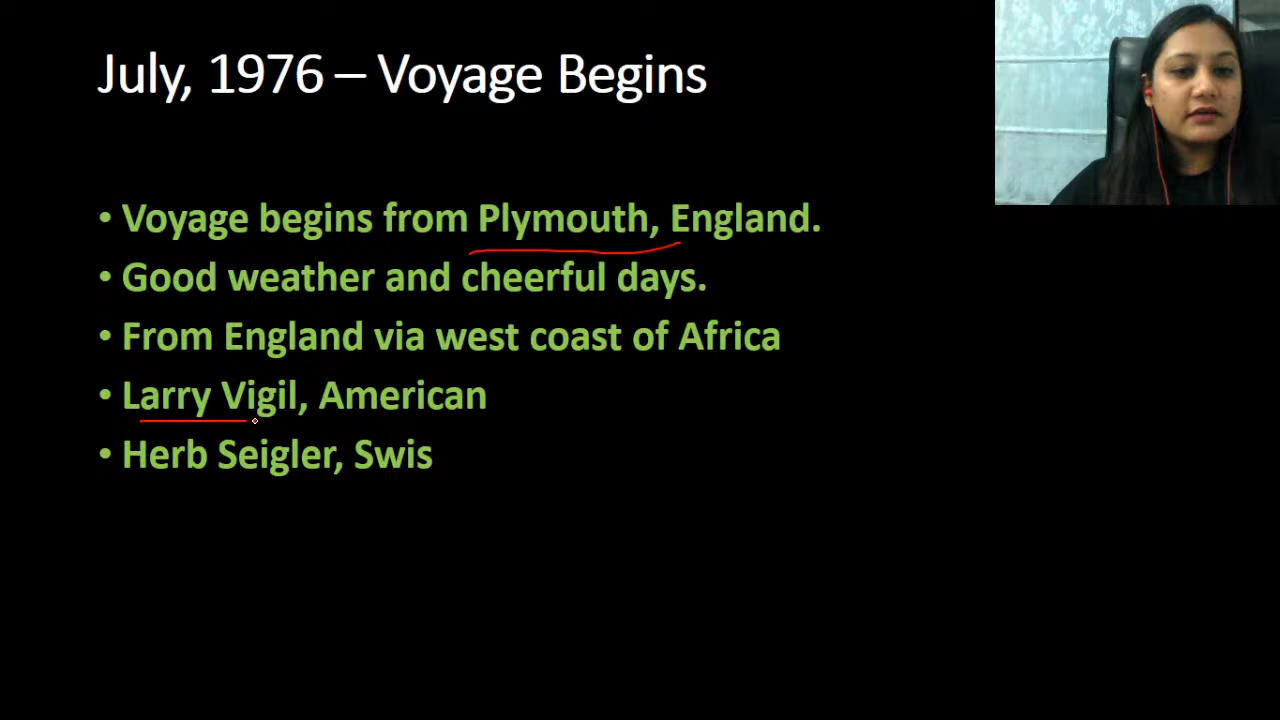 July, 1976 – Voyage Begins
• Voyage begins from Plymouth, England.
• Good weather and cheerful days.
• From England via west coast of Africa
• Larry Vigil, American
• Herb Seigler, Swis